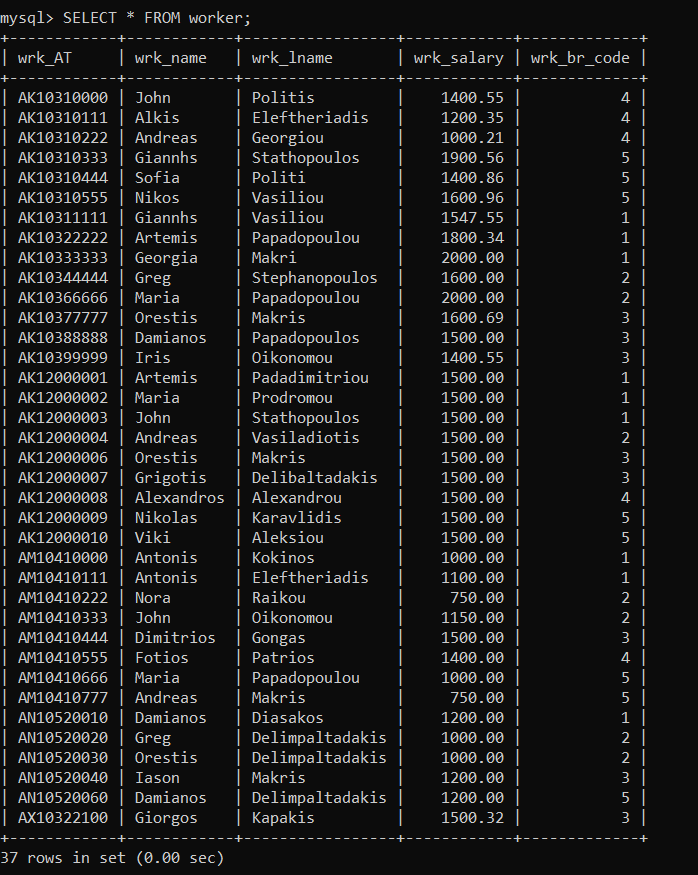 mysql> SELECT * FROM worker;
+------------+------------+----------------+------------+-------------+
| wrk_AT     | wrk_name   | wrk_lname      | wrk_salary | wrk_br_code |
+------------+------------+----------------+------------+-------------+
| AK10310000 | John       | Politis        |    1400.55 |           4 |
| AK10310111 | Alkis      | Eleftheriadis  |    1200.35 |           4 |
| AK10310222 | Andreas    | Georgiou       |    1000.21 |           4 |
| AK10310333 | Giannhs    | Stathopoulos   |    1900.56 |           5 |
| AK10310444 | Sofia      | Politi         |    1400.86 |           5 |
| AK10310555 | Nikos      | Vasiliou       |    1600.96 |           5 |
| AK10311111 | Giannhs    | Vasiliou       |    1547.55 |           1 |
| AK10322222 | Artemis    | Papadopoulou   |    1800.34 |           1 |
| AK10333333 | Georgia    | Makri          |    2000.00 |           1 |
| AK10344444 | Greg       | Stephanopoulos |    1600.00 |           2 |
| AK10366666 | Maria      | Papadopoulou   |    2000.00 |           2 |
| AK10377777 | Orestis    | Makris         |    1600.69 |           3 |
| AK10388888 | Damianos   | Papadopoulos   |    1500.00 |           3 |
| AK10399999 | Iris       | Oikonomou      |    1400.55 |           3 |
| AK12000001 | Artemis    | Padadimitriou  |    1500.00 |           1 |
| AK12000002 | Maria      | Prodromou      |    1500.00 |           1 |
| AK12000003 | John       | Stathopoulos   |    1500.00 |           1 |
| AK12000004 | Andreas    | Vasiladiotis   |    1500.00 |           2 |
| AK12000006 | Orestis    | Makris         |    1500.00 |           3 |
| AK12000007 | Grigotis   | Delibaltadakis |    1500.00 |           3 |
| AK12000008 | Alexandros | Alexandrou     |    1500.00 |           4 |
| AK12000009 | Nikolas    | Karavlidis     |    1500.00 |           5 |
| AK12000010 | Viki       | Aleksiou       |    1500.00 |           5 |
| AM10410000 | Antonis    | Kokinos        |    1000.00 |           1 |
| AM10410111 | Antonis    | Eleftheriadis  |    1100.00 |           1 |
| AM10410222 | Nora       | Raikou         |     750.00 |           2 |
| AM10410333 | John       | Oikonomou      |    1150.00 |           2 |
| AM10410444 | Dimitrios  | Gongas         |    1500.00 |           3 |
| AM10410555 | Fotios     | Patrios        |    1400.00 |           4 |
| AM10410666 | Maria      | Papadopoulou   |    1000.00 |           5 |
| AM10410777 | Andreas    | Makris         |     750.00 |           5 |
| AN10520010 | Damianos   | Diasakos       |    1200.00 |           1 |
| AN10520020 | Greg       | Delimpaltadakis |    1000.00 |           2 |
| AN10520030 | Orestis    | Delimpaltadakis |    1000.00 |           2 |
| AN10520040 | Iason      | Makris         |    1200.00 |           3 |
| AN10520060 | Damianos   | Delimpaltadakis |    1200.00 |           5 |
| AX10322100 | Giorgos    | Kapakis        |    1500.32 |           3 |
+------------+------------+----------------+------------+-------------+
37 rows in set (0.00 sec)